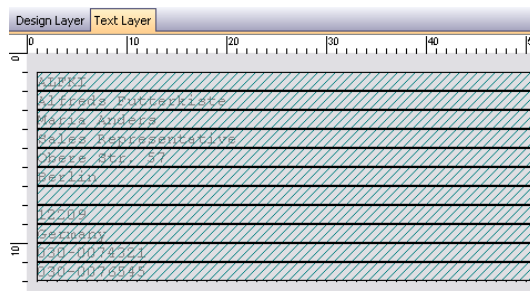 Design Layer Text Layer
0 10 20 30 40 50
0
ALFKI
Alfreds Futterkiste
Maria Anders
Sales Representative
Obere Str. 57
Berlin
12209
Germany
10
030-0074321
030-0076545